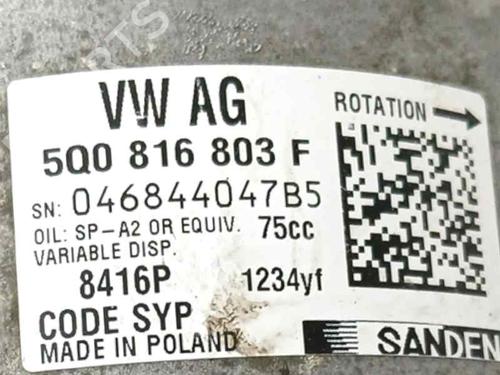 VW AG
ROTATION
5Q0 816 803 F
SN: 046844047B5
OIL: SP-A2 OR EQUIV. 75cc
VARIABLE DISP.
8416P 1234yf
CODE SYP
MADE IN POLAND
SANDEN